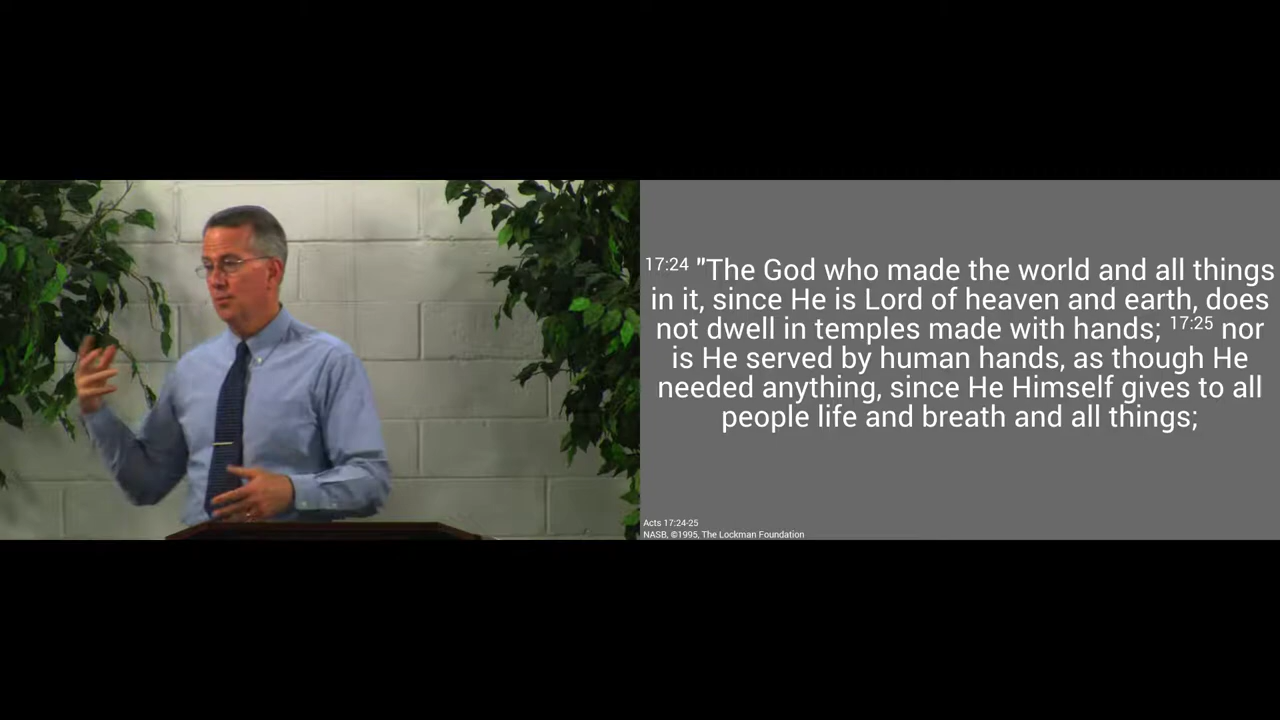 17:24 "The God who made the world and all things
in it, since He is Lord of heaven and earth, does
not dwell in temples made with hands; 17:25 nor
is He served by human hands, as though He
needed anything, since He Himself gives to all
people life and breath and all things;
Acts 17:24-25
NASB, ©1995, The Lockman Foundation